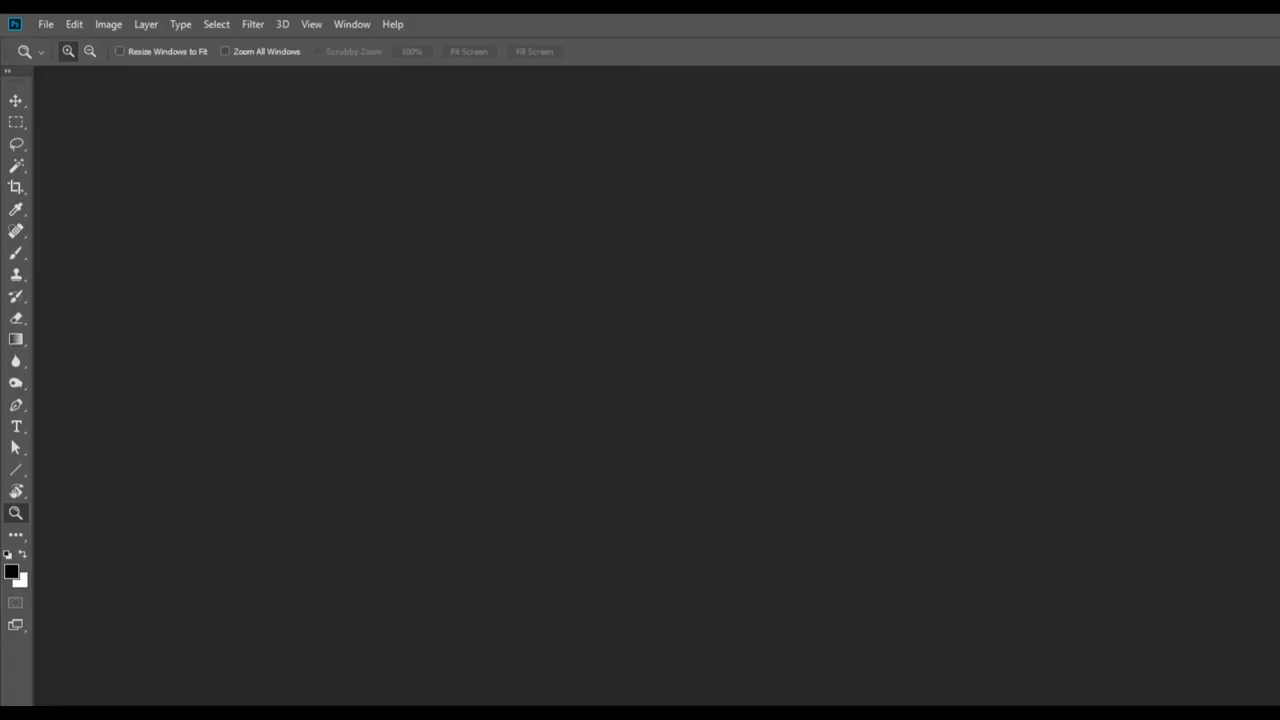 Ps File Edit Image Layer Type Select Filter 3D View Window Help
Resize Windows to Fit Zoom All Windows Scrubby Zoom 100% Fit Screen Fill Screen
T